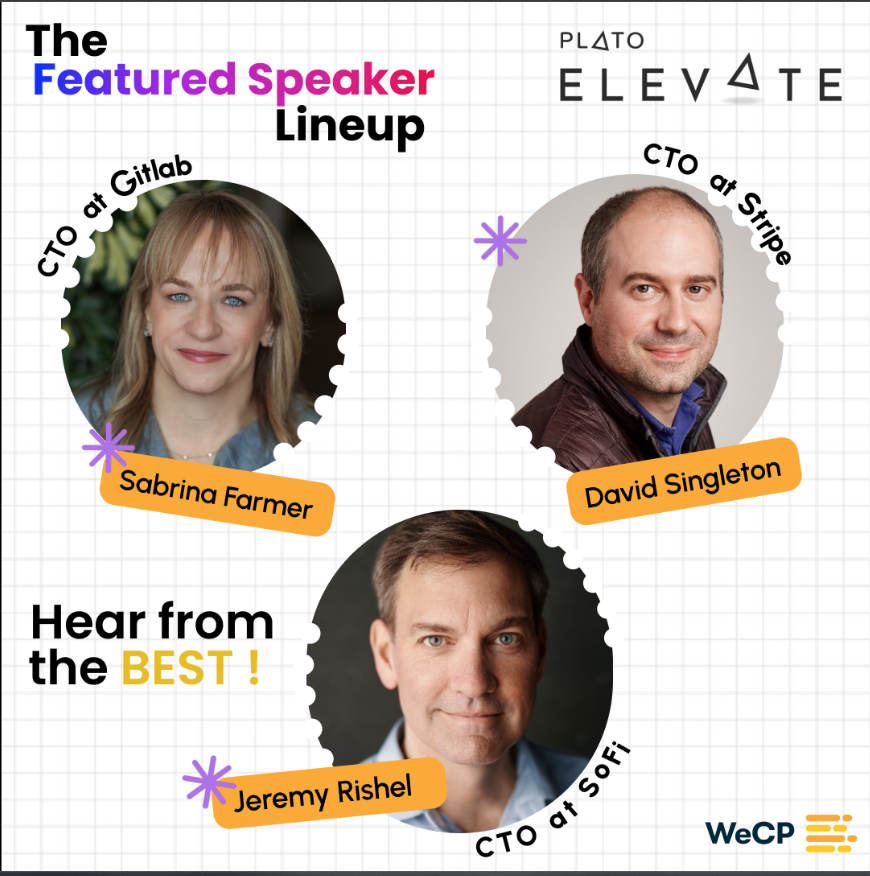 The
Featured Speaker
Lineup
PLATO
ELEVATE
CTO at Gitlab
Sabrina Farmer
CTO at Stripe
David Singleton
Hear from
the BEST !
Jeremy Rishel
CTO at SoFi
WeCP